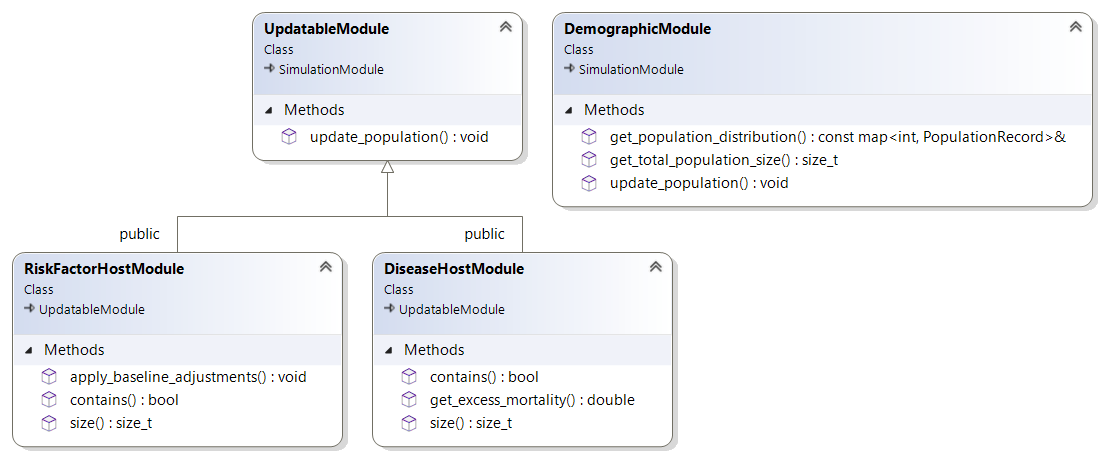 UpdatableModule
Class
SimulationModule
Methods
update_population() : void
DemographicModule
Class
SimulationModule
Methods
get_population_distribution() : const map<int, PopulationRecord>&
get_total_population_size() : size_t
update_population() : void
public
public
RiskFactorHostModule
Class
UpdatableModule
Methods
apply_baseline_adjustments() : void
contains() : bool
size() : size_t
DiseaseHostModule
Class
UpdatableModule
Methods
contains() : bool
get_excess_mortality() : double
size() : size_t